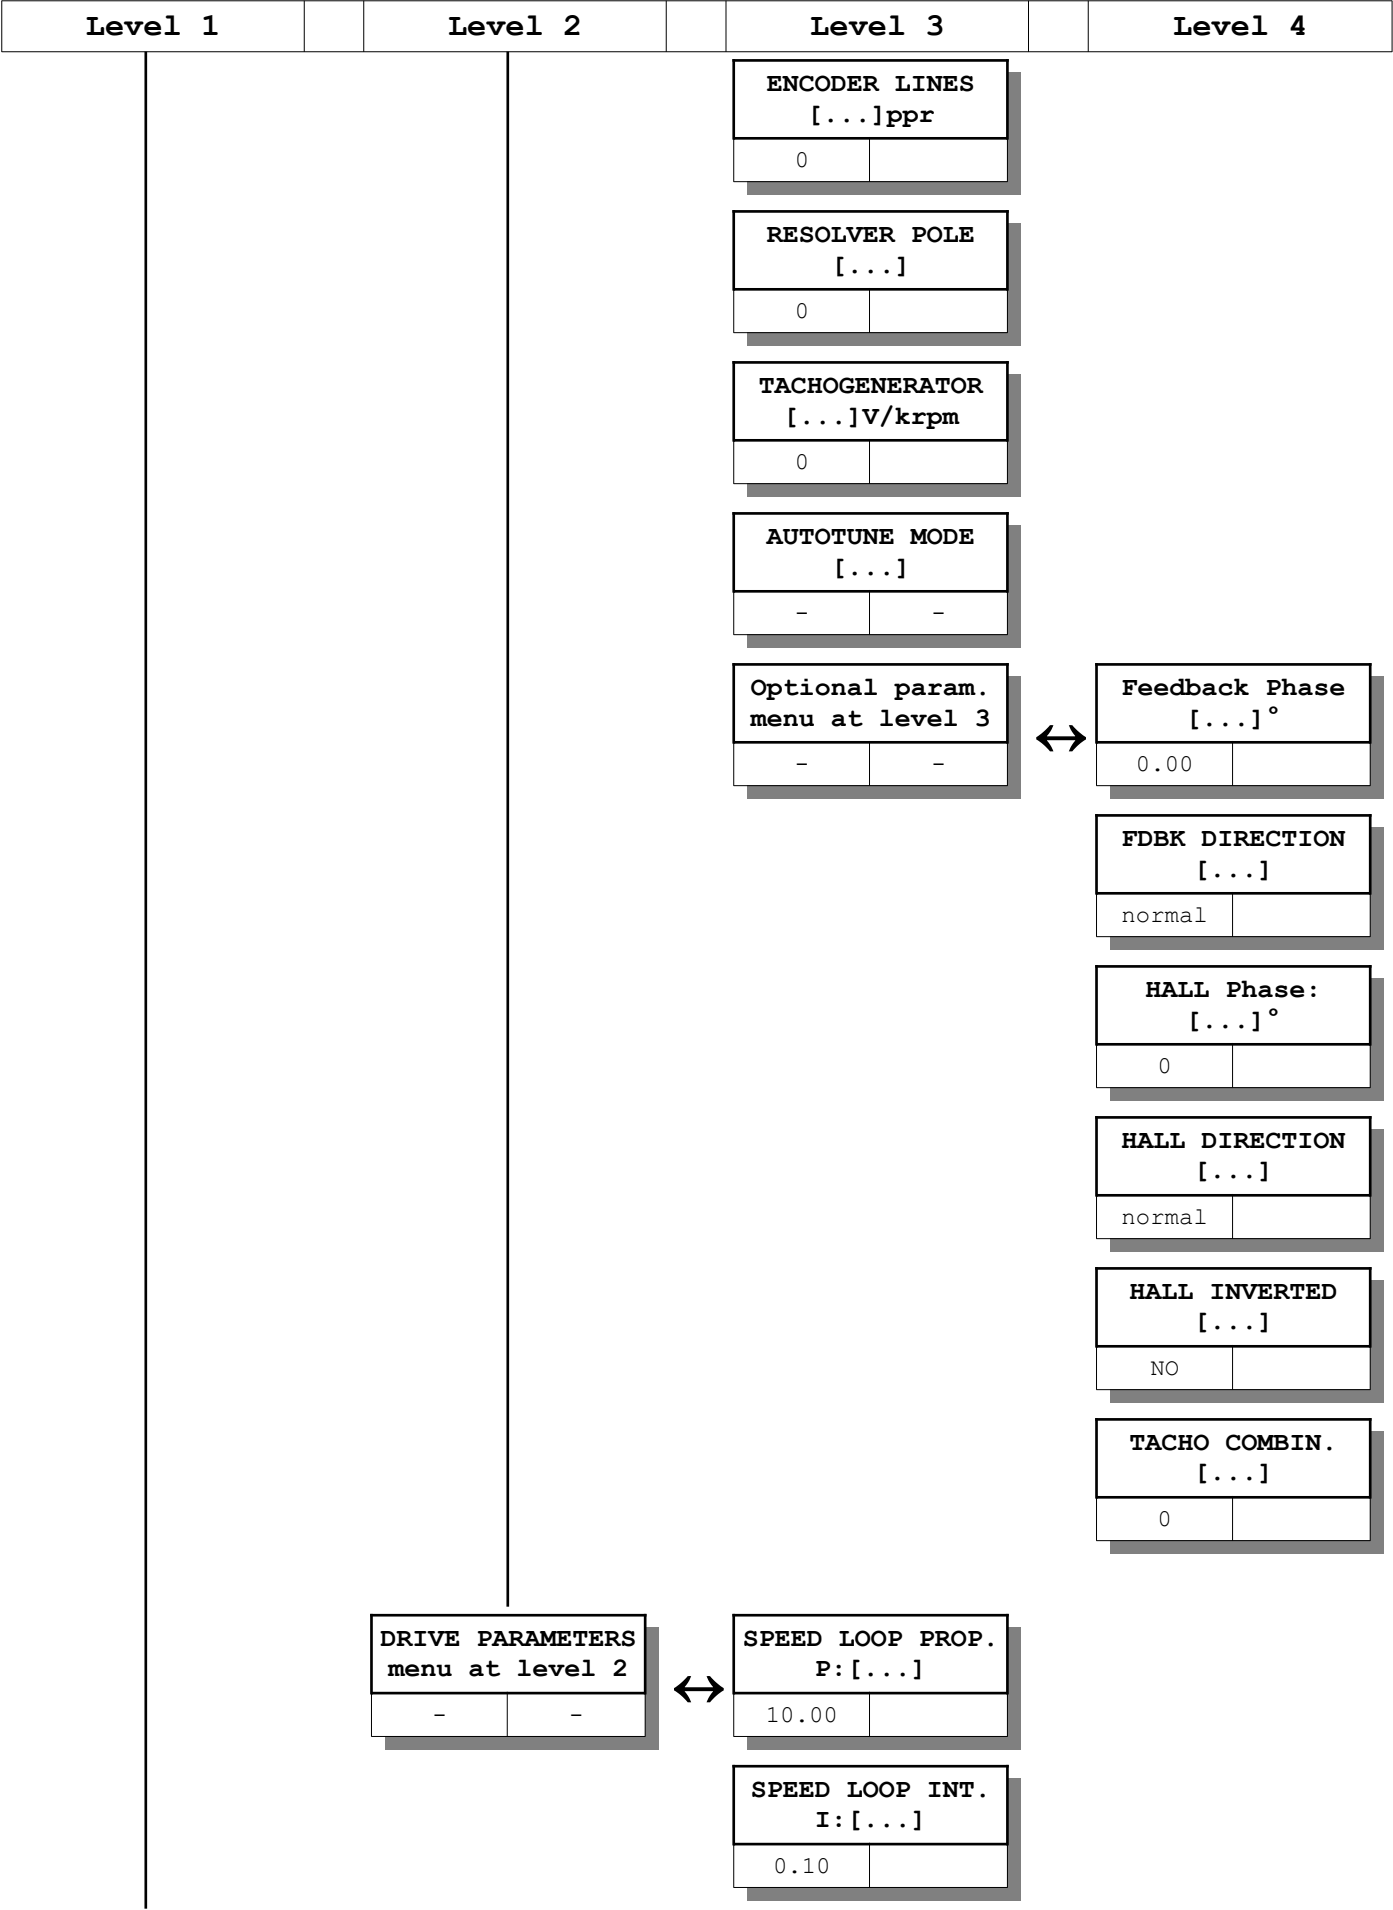 Level 1 Level 2 Level 3 Level 4
ENCODER LINES
[...]ppr
0
RESOLVER POLE
[...]
0
TACHOGENERATOR
[...]V/krpm
0
AUTOTUNE MODE
[...]
- -
Optional param.
menu at level 3
- -
Feedback Phase
[...]°
0.00
FDBK DIRECTION
[...]
normal
HALL Phase:
[...]°
0
HALL DIRECTION
[...]
normal
HALL INVERTED
[...]
NO
TACHO COMBIN.
[...]
0
DRIVE PARAMETERS
menu at level 2
- -
SPEED LOOP PROP.
P:[...]
10.00
SPEED LOOP INT.
I:[...]
0.10